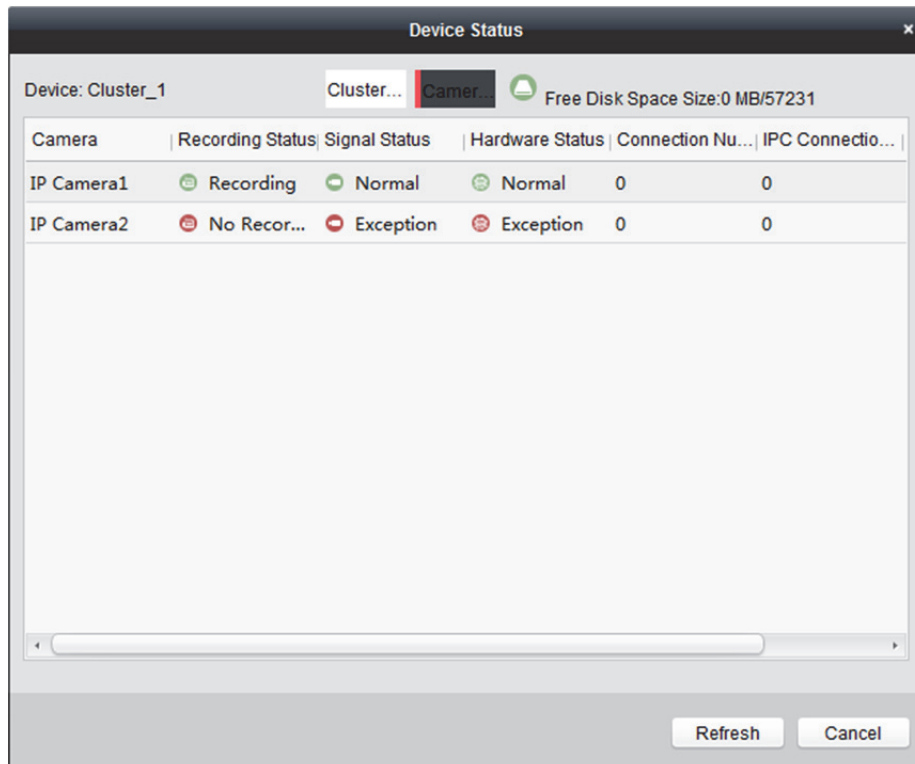 Device Status ×
Device: Cluster_1 Cluster... Camer... Free Disk Space Size:0 MB/57231
Camera Recording Status Signal Status Hardware Status Connection Nu... IPC Connectio...
IP Camera1 Recording Normal Normal 0 0
IP Camera2 No Recor... Exception Exception 0 0
Refresh Cancel